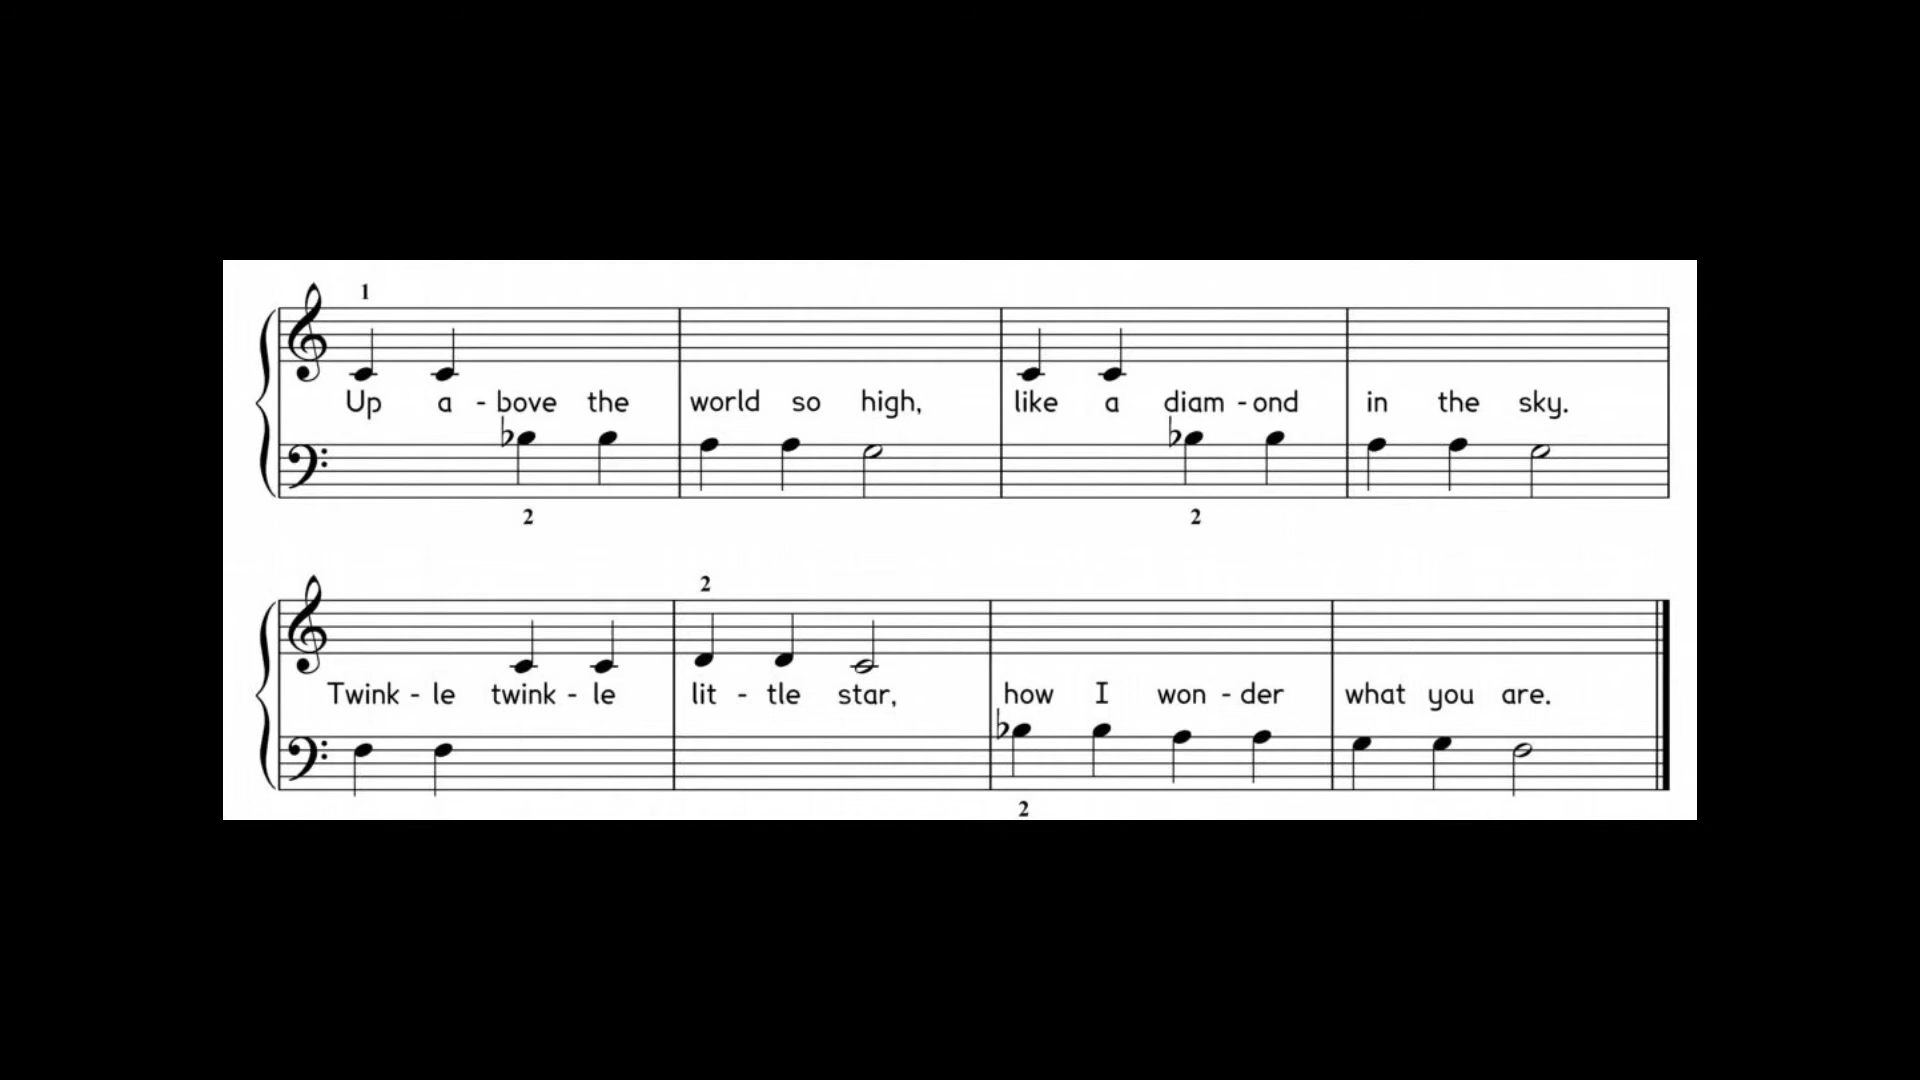 1
Up a - bove the world so high, like a diam - ond in the sky.
2 2
2
Twink - le twink - le lit - tle star, how I won - der what you are.
2